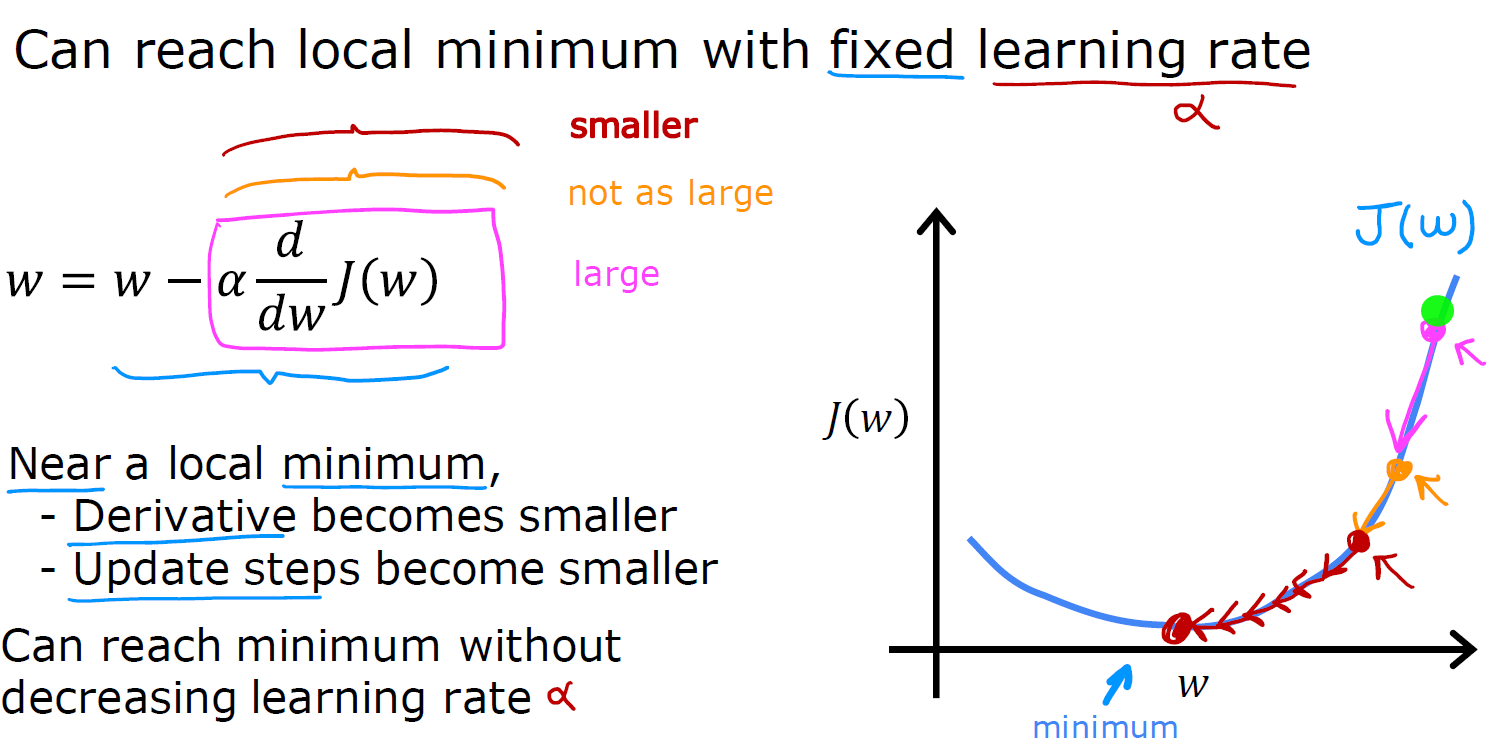 Can reach local minimum with fixed learning rate
α
smaller
not as large
large
w = w − α d/dw J(w)
Near a local minimum,
- Derivative becomes smaller
- Update steps become smaller
Can reach minimum without
decreasing learning rate α
J(w)
J(w)
w
minimum